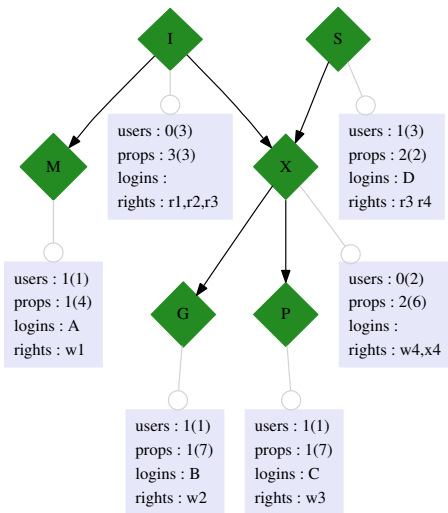 I
S
users : 0(3)
props : 3(3)
logins :
rights : r1,r2,r3
users : 1(3)
props : 2(2)
logins : D
rights : r3 r4
M
X
users : 1(1)
props : 1(4)
logins : A
rights : w1
users : 0(2)
props : 2(6)
logins :
rights : w4,x4
G
P
users : 1(1)
props : 1(7)
logins : B
rights : w2
users : 1(1)
props : 1(7)
logins : C
rights : w3